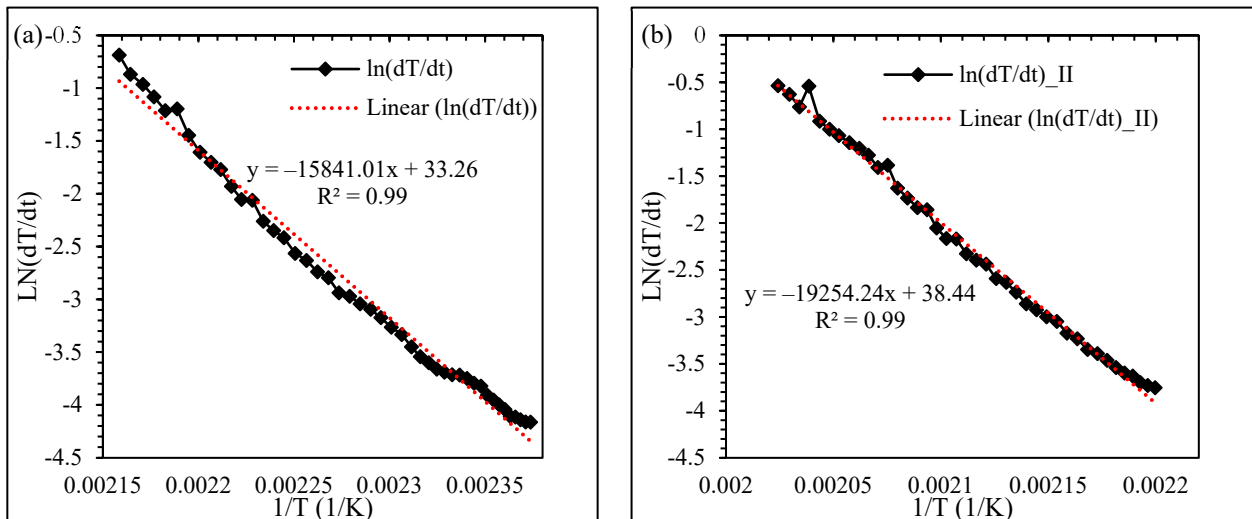 (a)
-0.5
-1
-1.5
-2
-2.5
-3
-3.5
-4
-4.5
LN(dT/dt)
ln(dT/dt)
Linear (ln(dT/dt))
y = –15841.01x + 33.26
R² = 0.99
0.00215
0.0022
0.00225
0.0023
0.00235
1/T (1/K)
(b)
0
-0.5
-1
-1.5
-2
-2.5
-3
-3.5
-4
-4.5
LN(dT/dt)
ln(dT/dt)_II
Linear (ln(dT/dt)_II)
y = –19254.24x + 38.44
R² = 0.99
0.002
0.00205
0.0021
0.00215
0.0022
1/T (1/K)